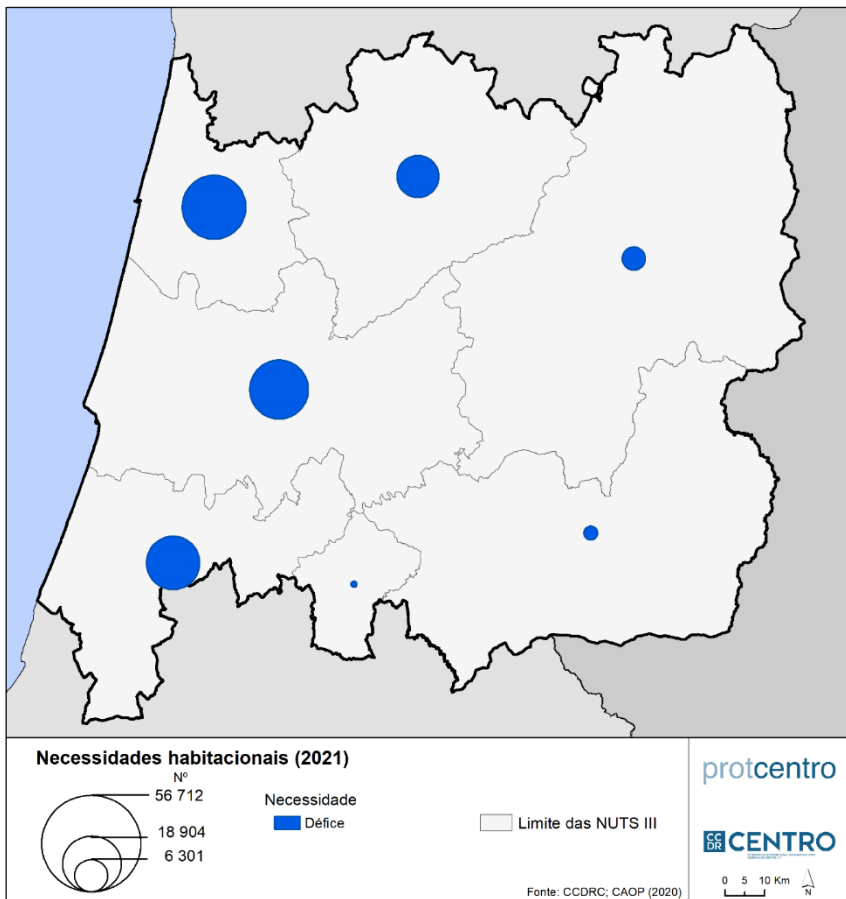 Necessidades habitacionais (2021)
Nº
56 712
18 904
6 301
Necessidade
Défice
Limite das NUTS III
Fonte: CCDRC; CAOP (2020)
protcentro
CCDR CENTRO
0 5 10 Km
N